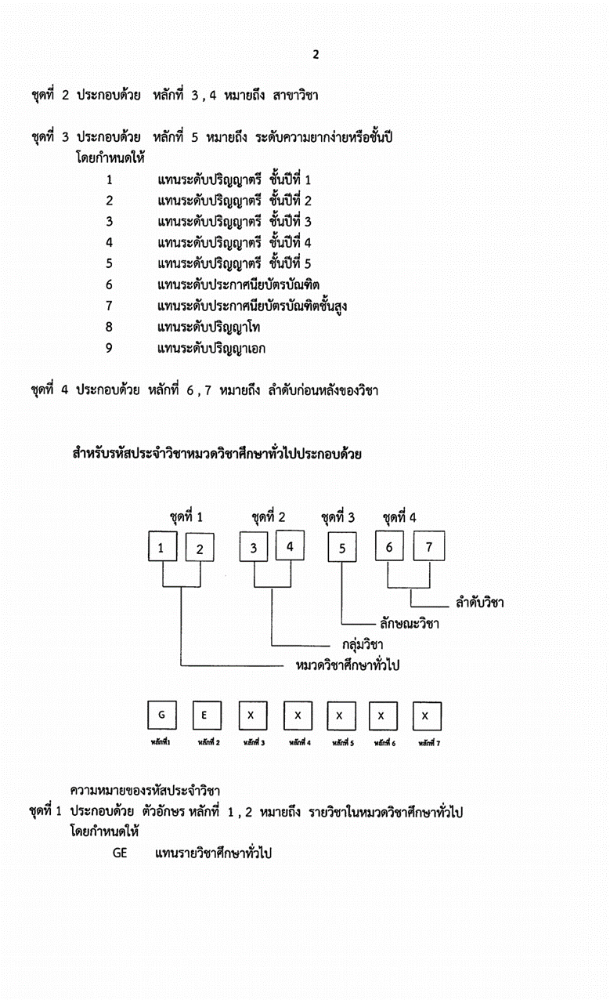 2
ชุดที่ 2 ประกอบด้วย หลักที่ 3 , 4 หมายถึง สาขาวิชา
ชุดที่ 3 ประกอบด้วย หลักที่ 5 หมายถึง ระดับความยากง่ายหรือชั้นปี
โดยกำหนดให้
1 แทนระดับปริญญาตรี ชั้นปีที่ 1
2 แทนระดับปริญญาตรี ชั้นปีที่ 2
3 แทนระดับปริญญาตรี ชั้นปีที่ 3
4 แทนระดับปริญญาตรี ชั้นปีที่ 4
5 แทนระดับปริญญาตรี ชั้นปีที่ 5
6 แทนระดับประกาศนียบัตรบัณฑิต
7 แทนระดับประกาศนียบัตรบัณฑิตชั้นสูง
8 แทนระดับปริญญาโท
9 แทนระดับปริญญาเอก
ชุดที่ 4 ประกอบด้วย หลักที่ 6 , 7 หมายถึง ลำดับก่อนหลังของวิชา
สำหรับรหัสประจำวิชาหมวดวิชาศึกษาทั่วไปประกอบด้วย
ชุดที่ 1 ชุดที่ 2 ชุดที่ 3 ชุดที่ 4
1 2 3 4 5 6 7
ลำดับวิชา
ลักษณะวิชา
กลุ่มวิชา
หมวดวิชาศึกษาทั่วไป
G E X X X X X
หลักที่1 หลักที่ 2 หลักที่ 3 หลักที่ 4 หลักที่ 5 หลักที่ 6 หลักที่ 7
ความหมายของรหัสประจำวิชา
ชุดที่ 1 ประกอบด้วย ตัวอักษร หลักที่ 1 , 2 หมายถึง รายวิชาในหมวดวิชาศึกษาทั่วไป
โดยกำหนดให้
GE แทนรายวิชาศึกษาทั่วไป